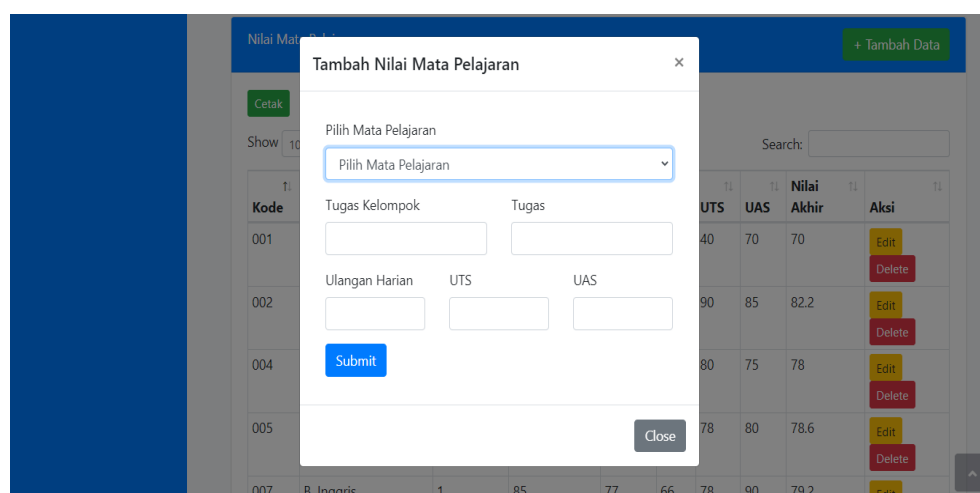 Nilai Mat
+ Tambah Data
Tambah Nilai Mata Pelajaran ×
Cetak
Pilih Mata Pelajaran
Show 10
Search:
Pilih Mata Pelajaran
Kode UTS UAS Nilai Akhir Aksi
Tugas Kelompok Tugas
001 40 70 70 Edit
Delete
Ulangan Harian UTS UAS
002 90 85 82.2 Edit
Delete
Submit
004 80 75 78 Edit
Delete
005 78 80 78.6 Edit
Delete
Close
007 B. Inggris 1 85 77 66 78 90 79.2 Edit